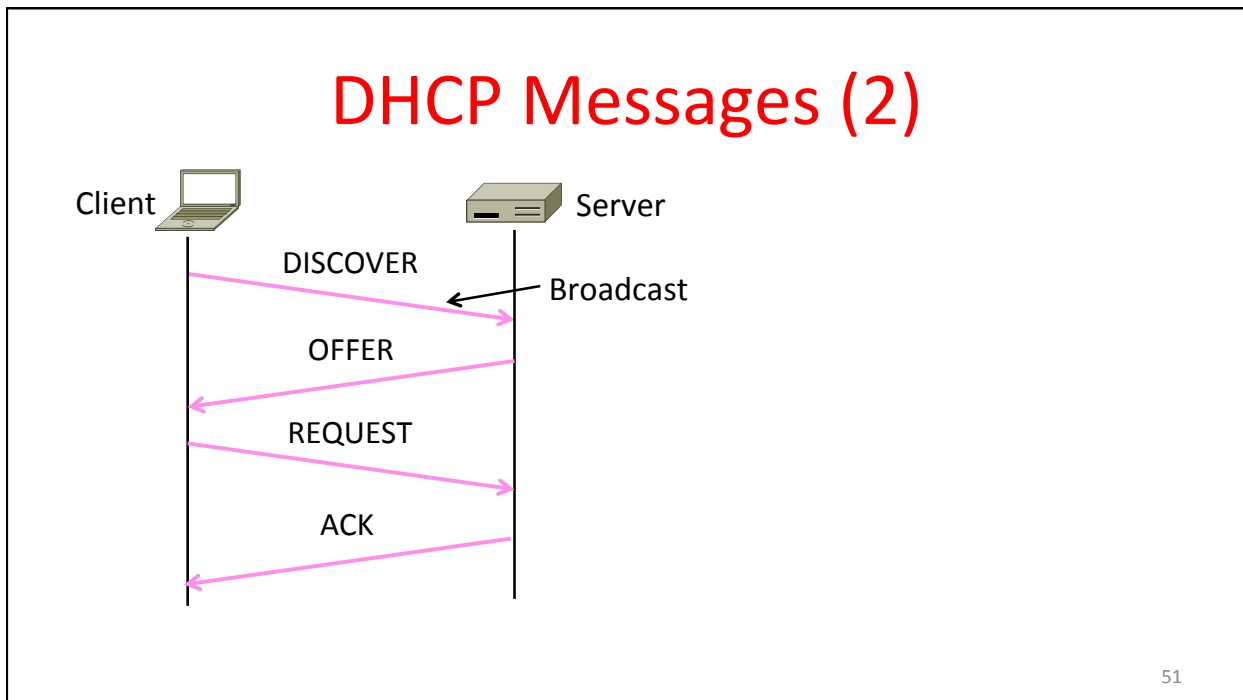 DHCP Messages (2)
Client
Server
DISCOVER
Broadcast
OFFER
REQUEST
ACK
51